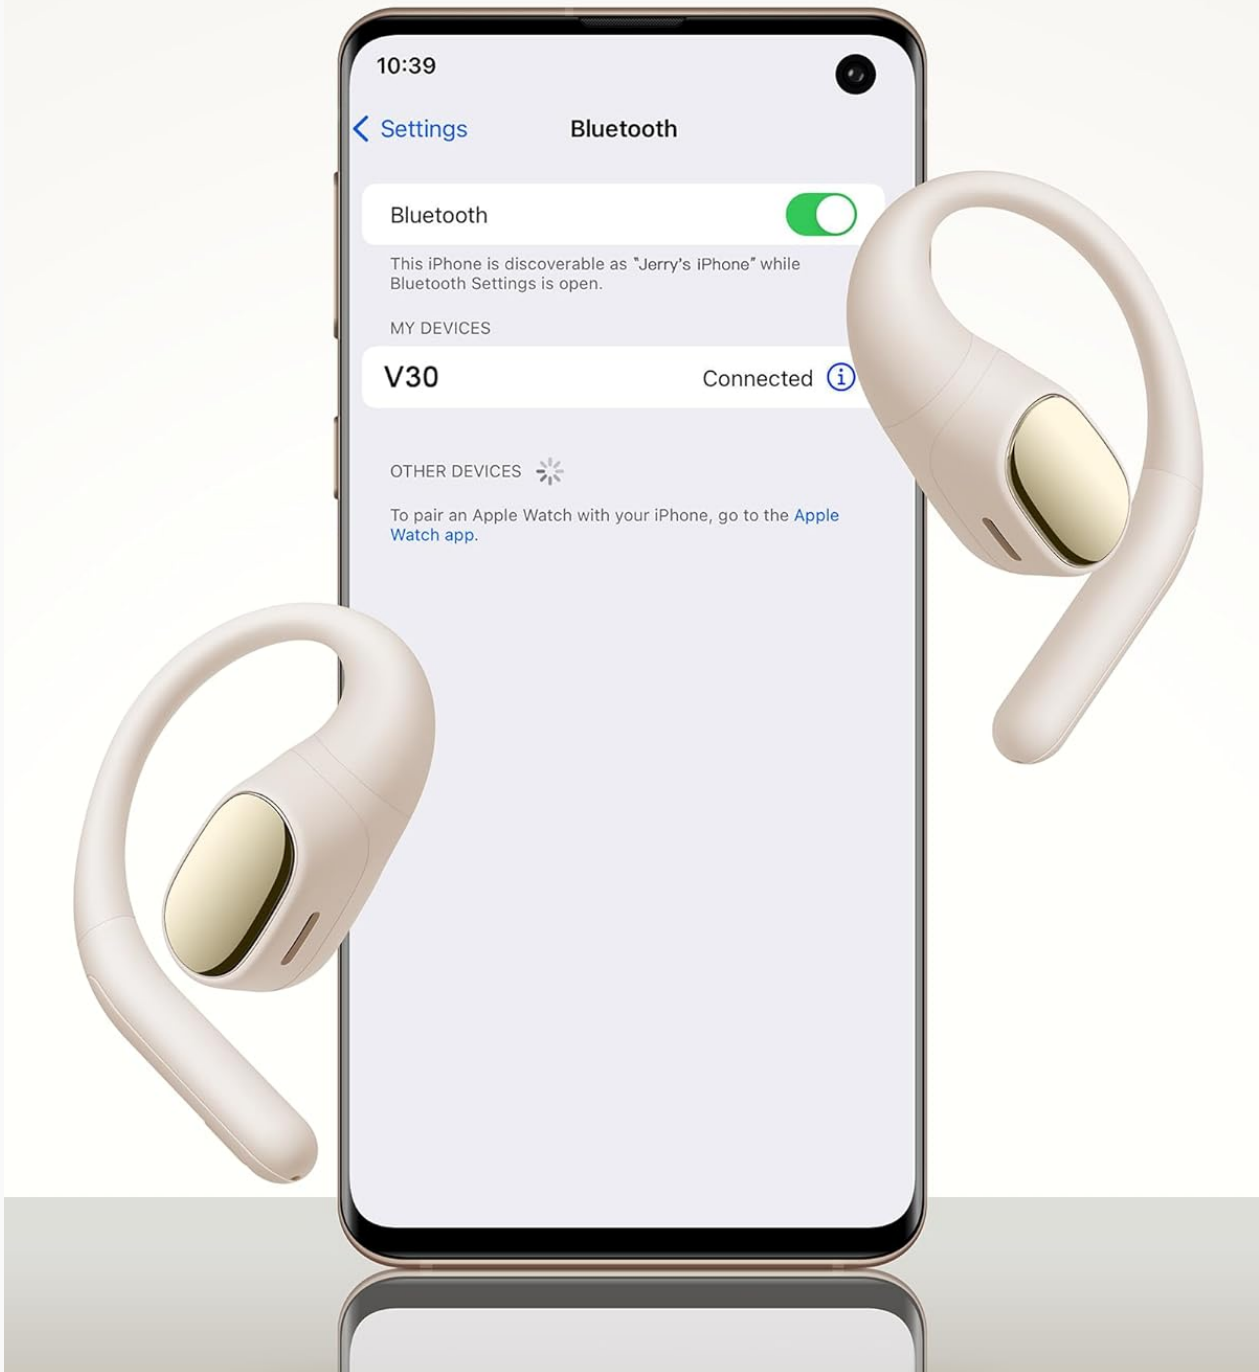 10:39
Settings
Bluetooth
Bluetooth
This iPhone is discoverable as "Jerry's iPhone" while
Bluetooth Settings is open.
MY DEVICES
V30
Connected
OTHER DEVICES
To pair an Apple Watch with your iPhone, go to the Apple
Watch app.